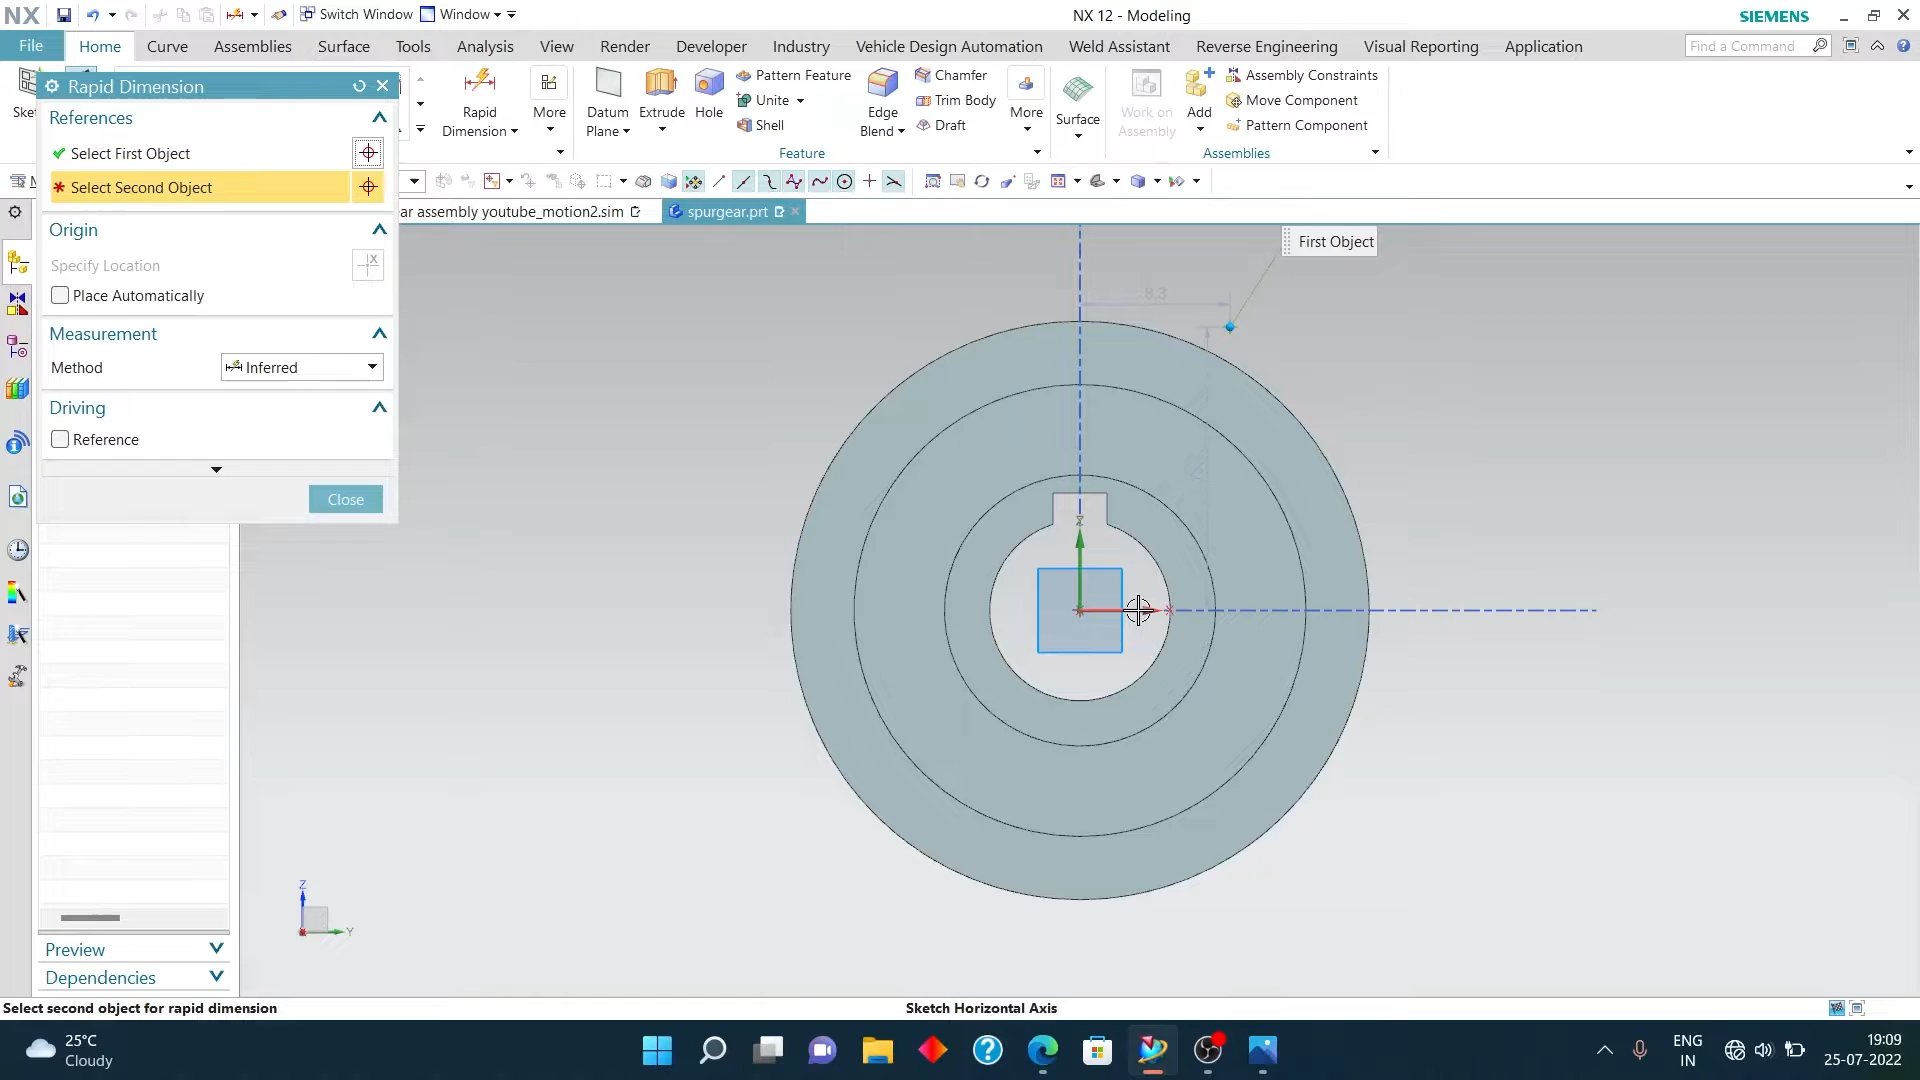 NX
Switch Window
Window
NX 12 - Modeling
SIEMENS
File
Home
Curve
Assemblies
Surface
Tools
Analysis
View
Render
Developer
Industry
Vehicle Design Automation
Weld Assistant
Reverse Engineering
Visual Reporting
Application
Find a Command
Rapid Dimension
References
Select First Object
Select Second Object
Origin
Specify Location
Place Automatically
Measurement
Method
Inferred
Driving
Reference
Close
Rapid
Dimension
More
Datum
Plane
Extrude
Hole
Pattern Feature
Unite
Shell
Edge
Blend
Chamfer
Trim Body
Draft
More
Feature
Surface
Work on
Assembly
Add
Assembly Constraints
Move Component
Pattern Component
Assemblies
ar assembly youtube_motion2.sim
spurgear.prt
First Object
8.3
Z
X
Z
Y
Preview
Dependencies
Select second object for rapid dimension
Sketch Horizontal Axis
25°C
Cloudy
ENG
IN
19:09
25-07-2022